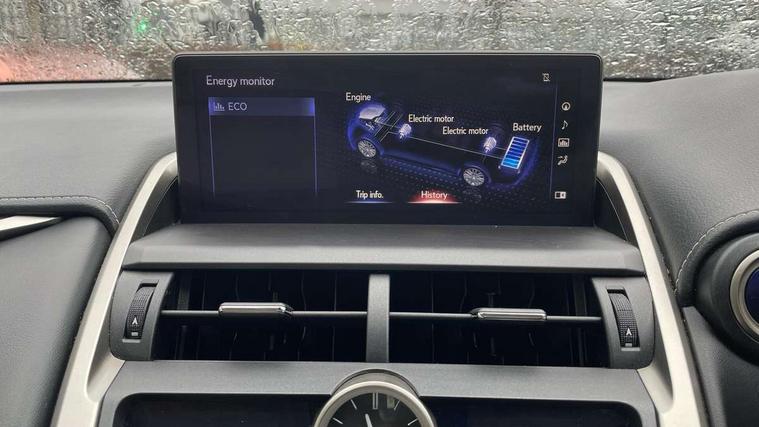 Energy monitor
ECO
Engine
Electric motor
Electric motor
Battery
Trip info.
History